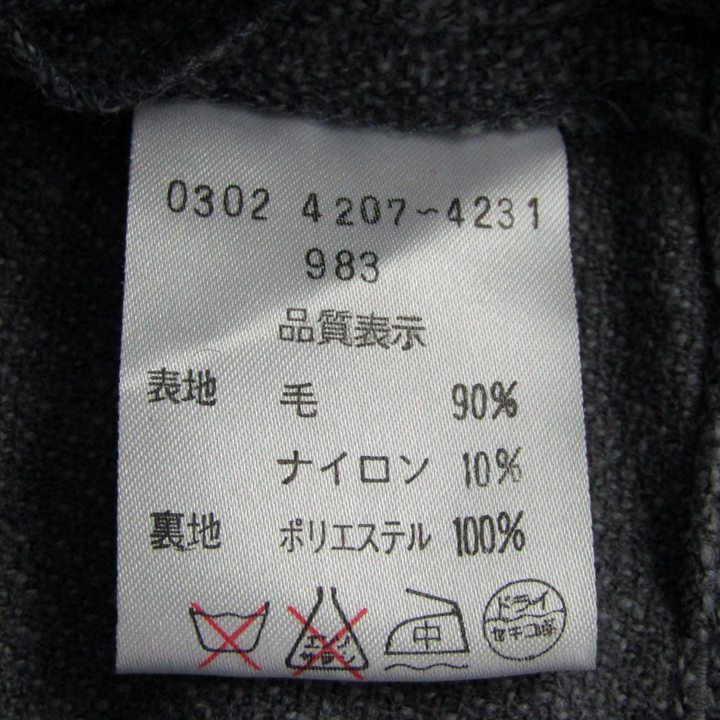 0302 4207~4231
983
品質表示
表地 毛 90%
ナイロン 10%
裏地 ポリエステル 100%
中 ドライ
セキユ系